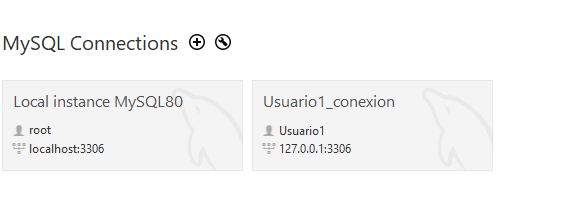 MySQL Connections
Local instance MySQL80
root
localhost:3306
Usuario1_conexion
Usuario1
127.0.0.1:3306